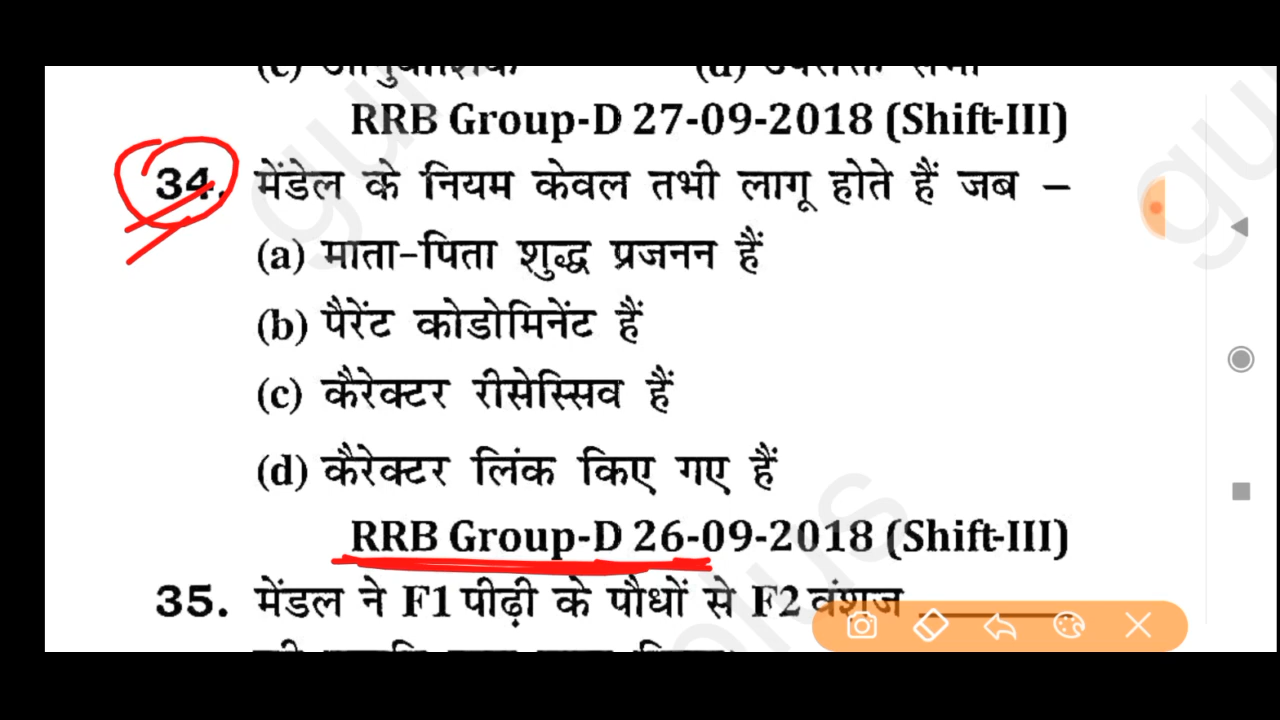 RRB Group-D 27-09-2018 (Shift-III)
34. मेंडेल के नियम केवल तभी लागू होते हैं जब –
(a) माता-पिता शुद्ध प्रजनन हैं
(b) पैरेंट कोडोमिनेंट हैं
(c) कैरेक्टर रीसेस्सिव हैं
(d) कैरेक्टर लिंक किए गए हैं
RRB Group-D 26-09-2018 (Shift-III)
35. मेंडल ने F1 पीढ़ी के पौधों से F2 वंशज